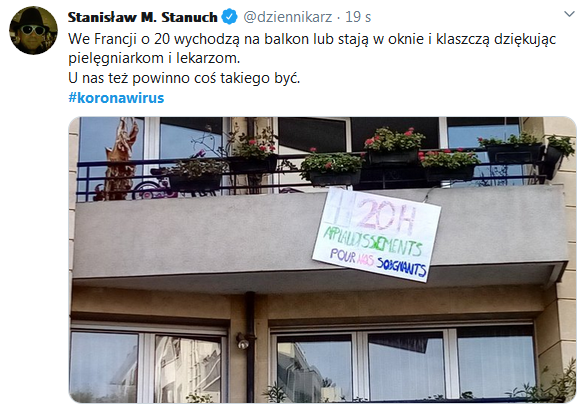 Stanisław M. Stanuch @dziennikarz · 19 s
We Francji o 20 wychodzą na balkon lub stają w oknie i klaszczą dziękując
pielęgniarkom i lekarzom.
U nas też powinno coś takiego być.
#koronawirus
20H
APPLAUDISSEMENTS
POUR NOS SOIGNANTS